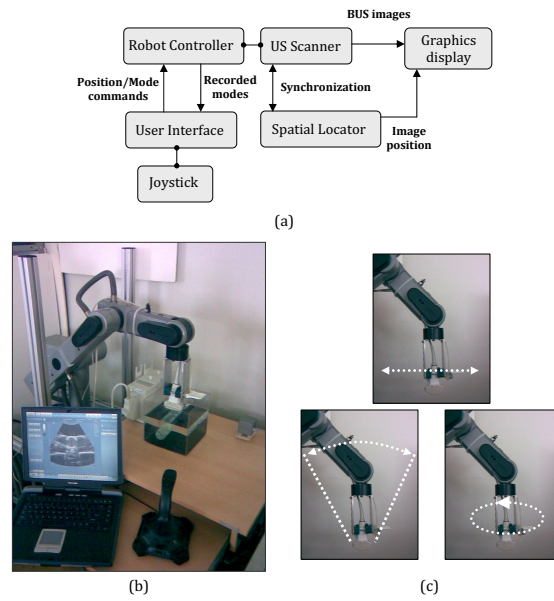 BUS images
Robot Controller
US Scanner
Graphics
display
Position/Mode
commands
Recorded
modes
Synchronization
User Interface
Spatial Locator
Image
position
Joystick
(a)
(b)
(c)